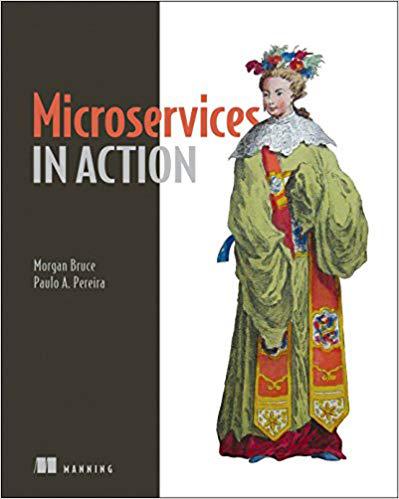 Microservices
IN ACTION
Morgan Bruce
Paulo A. Pereira
MANNING